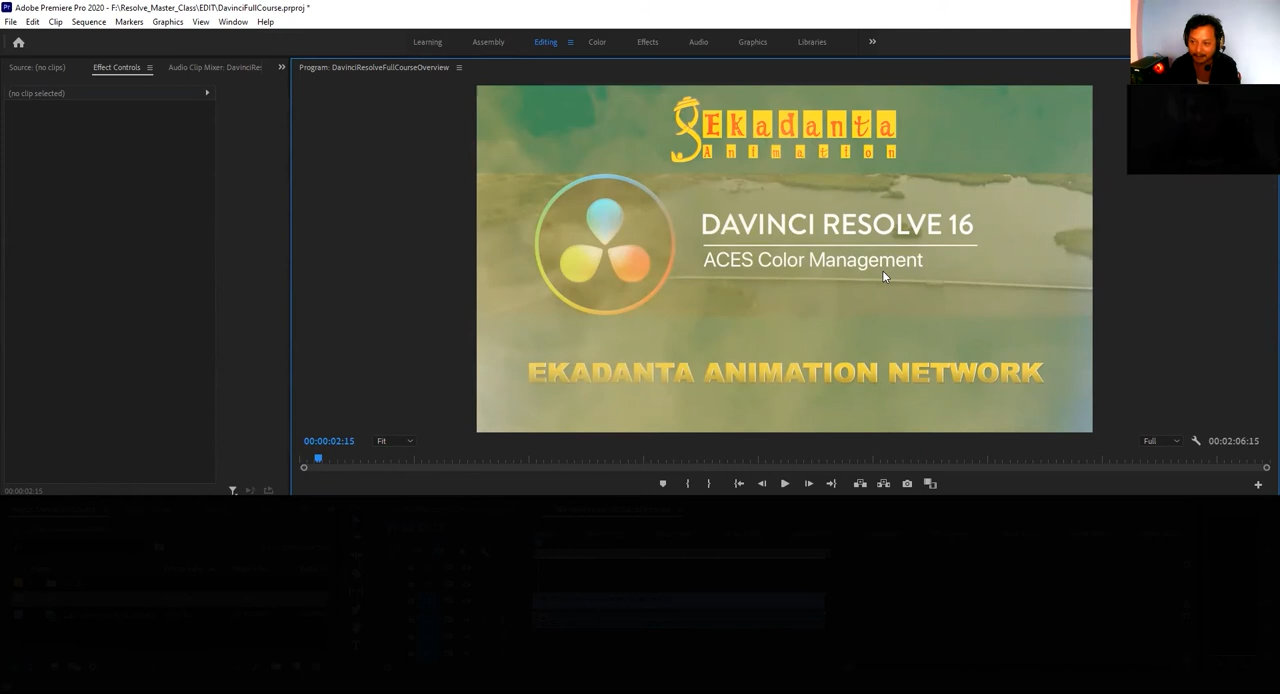 Adobe Premiere Pro 2020 - F:\Resolve_Master_Class\EDIT\DavinciFullCourse.prproj *
File Edit Clip Sequence Markers Graphics View Window Help
Learning Assembly Editing Color Effects Audio Graphics Libraries
Source: (no clips) Effect Controls Audio Clip Mixer: DavinciRes
Program: DavinciResolveFullCourseOverview
(no clip selected)
Ekadanta
Animation
DAVINCI RESOLVE 16
ACES Color Management
EKADANTA ANIMATION NETWORK
00:00:02:15 Fit Full 00:02:06:15
00:00:02:15